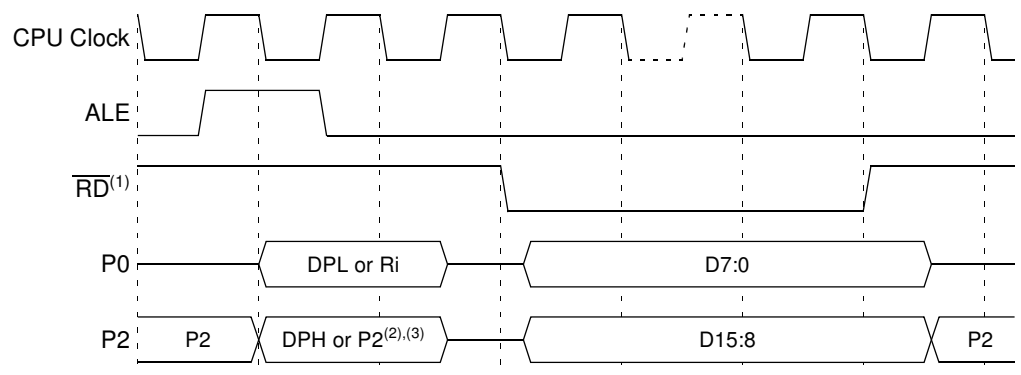 CPU Clock
ALE
RD(1)
P0 DPL or Ri D7:0
P2 P2 DPH or P2(2),(3) D15:8 P2